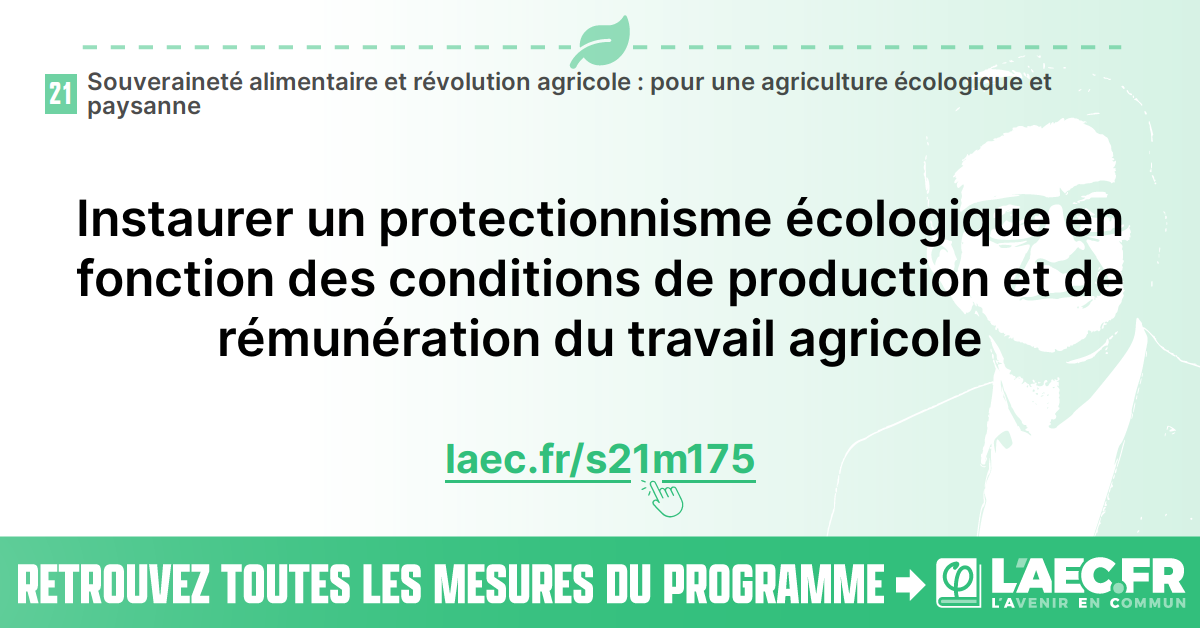 21
Souveraineté alimentaire et révolution agricole : pour une agriculture écologique et
paysanne
Instaurer un protectionnisme écologique en
fonction des conditions de production et de
rémunération du travail agricole
laec.fr/s21m175
RETROUVEZ TOUTES LES MESURES DU PROGRAMME
φ
L'AEC.FR
L'AVENIR EN COMMUN